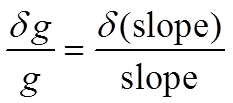 δg/g = δ(slope)/slope